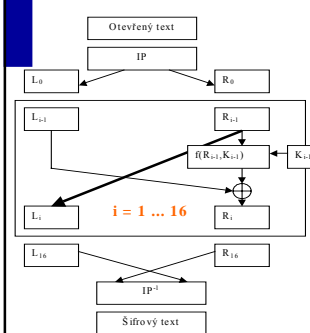 Otevřený text
IP
L₀ R₀
Lᵢ₋₁ Rᵢ₋₁
f(Rᵢ₋₁,Kᵢ₋₁) Kᵢ₋₁
i = 1 ... 16
Lᵢ Rᵢ
L₁₆ R₁₆
IP⁻¹
Šifrový text